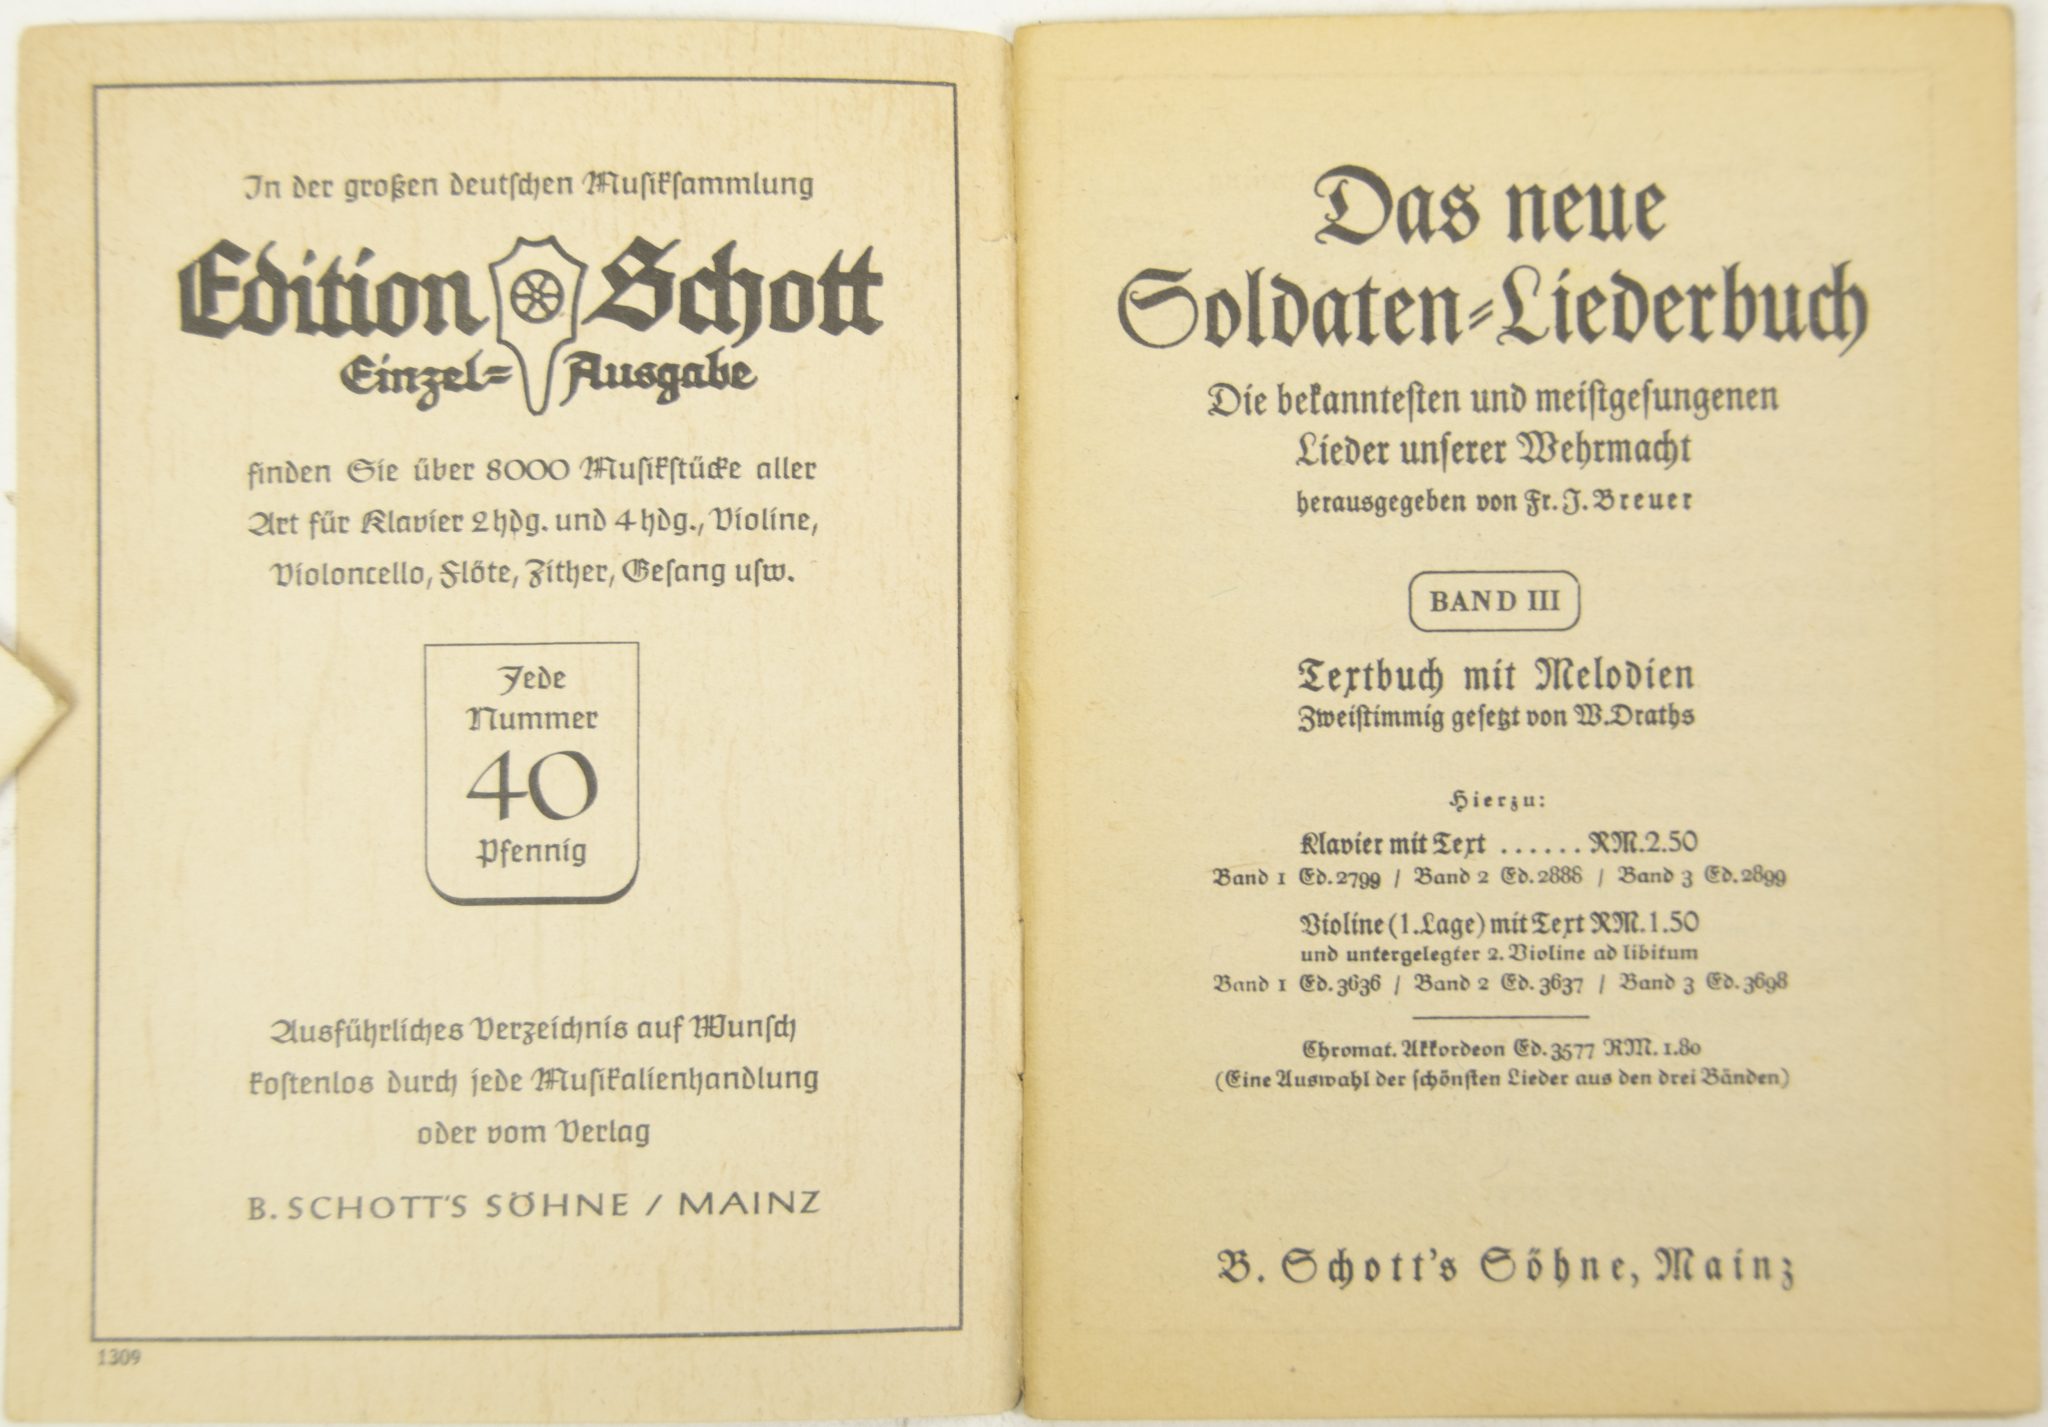 In der großen deutschen Musiksammlung
Edition Schott
Einzel=Ausgabe
finden Sie über 8000 Musikstücke aller
Art für Klavier 2hdg. und 4hdg., Violine,
Violoncello, Flöte, Zither, Gesang usw.
Jede
Nummer
40
Pfennig
Ausführliches Verzeichnis auf Wunsch
kostenlos durch jede Musikalienhandlung
oder vom Verlag
B. SCHOTT'S SÖHNE / MAINZ
1309
Das neue
Soldaten=Liederbuch
Die bekanntesten und meistgesungenen
Lieder unserer Wehrmacht
herausgegeben von Fr. J. Breuer
BAND III
Textbuch mit Melodien
Zweistimmig gesetzt von W. Draths
Hierzu:
Klavier mit Text ...... RM. 2.50
Band 1 Ed. 2799 / Band 2 Ed. 2888 / Band 3 Ed. 2899
Violine (1. Lage) mit Text RM. 1.50
und untergelegter 2. Violine ad libitum
Band 1 Ed. 3636 / Band 2 Ed. 3637 / Band 3 Ed. 3698
Chromat. Akkordeon Ed. 3577 RM. 1.80
(Eine Auswahl der schönsten Lieder aus den drei Bänden)
B. Schott's Söhne, Mainz